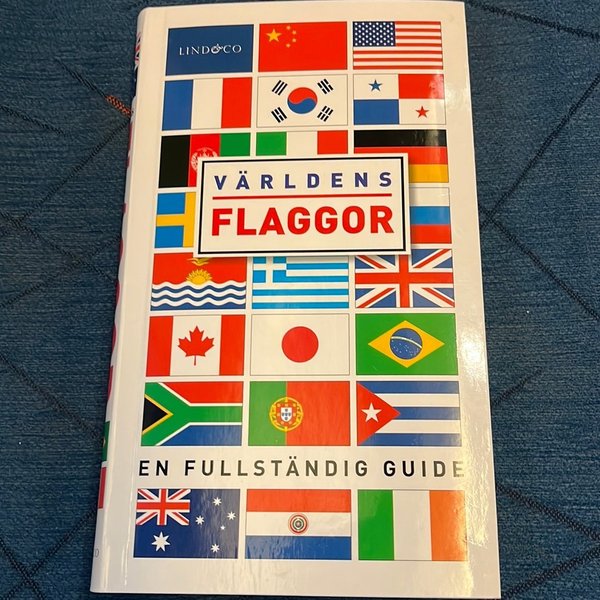 LIND&CO
VÄRLDENS
FLAGGOR
EN FULLSTÄNDIG GUIDE